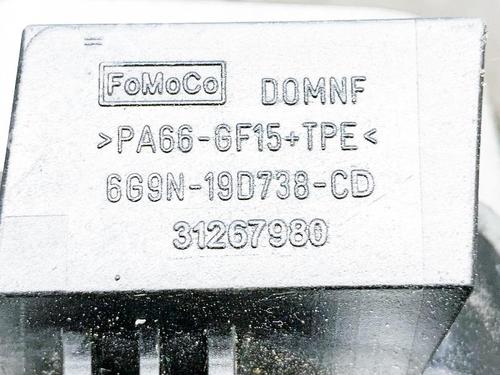 FoMoCo DOMNF
>PA66-GF15+TPE<
6G9N-19D738-CD
31267980